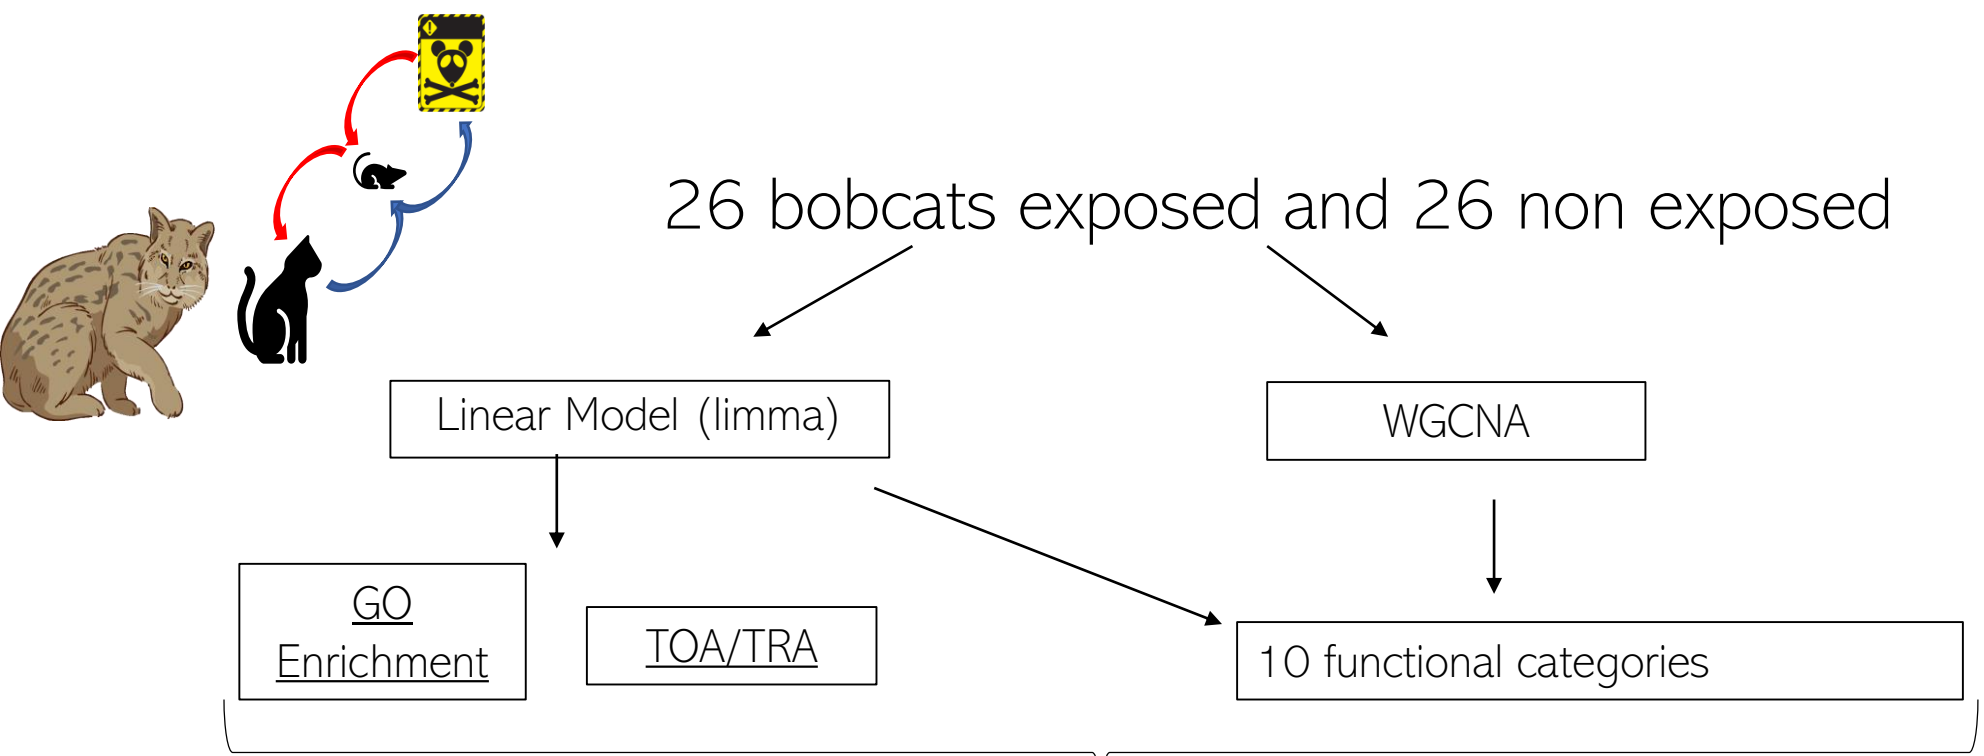 26 bobcats exposed and 26 non exposed
Linear Model (limma)
WGCNA
GO
Enrichment
TOA/TRA
10 functional categories